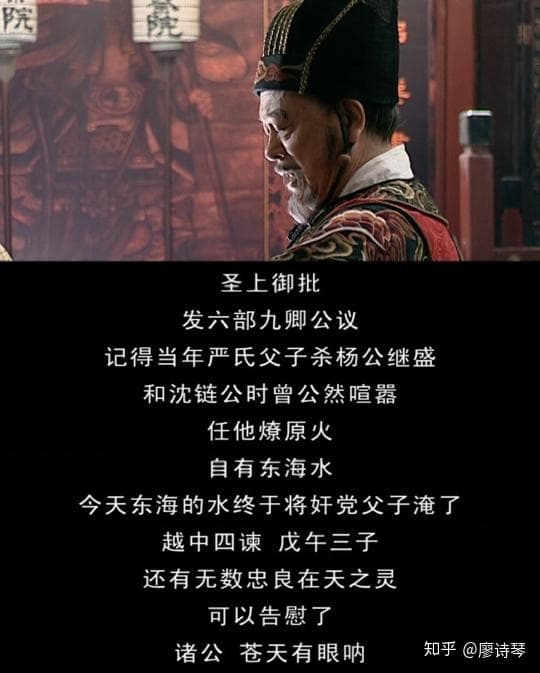 院
察院
圣上御批
发六部九卿公议
记得当年严氏父子杀杨公继盛
和沈链公时曾公然喧嚣
任他燎原火
自有东海水
今天东海的水终于将奸党父子淹了
越中四谏 戊午三子
还有无数忠良在天之灵
可以告慰了
诸公 苍天有眼呐
知乎 @廖诗琴